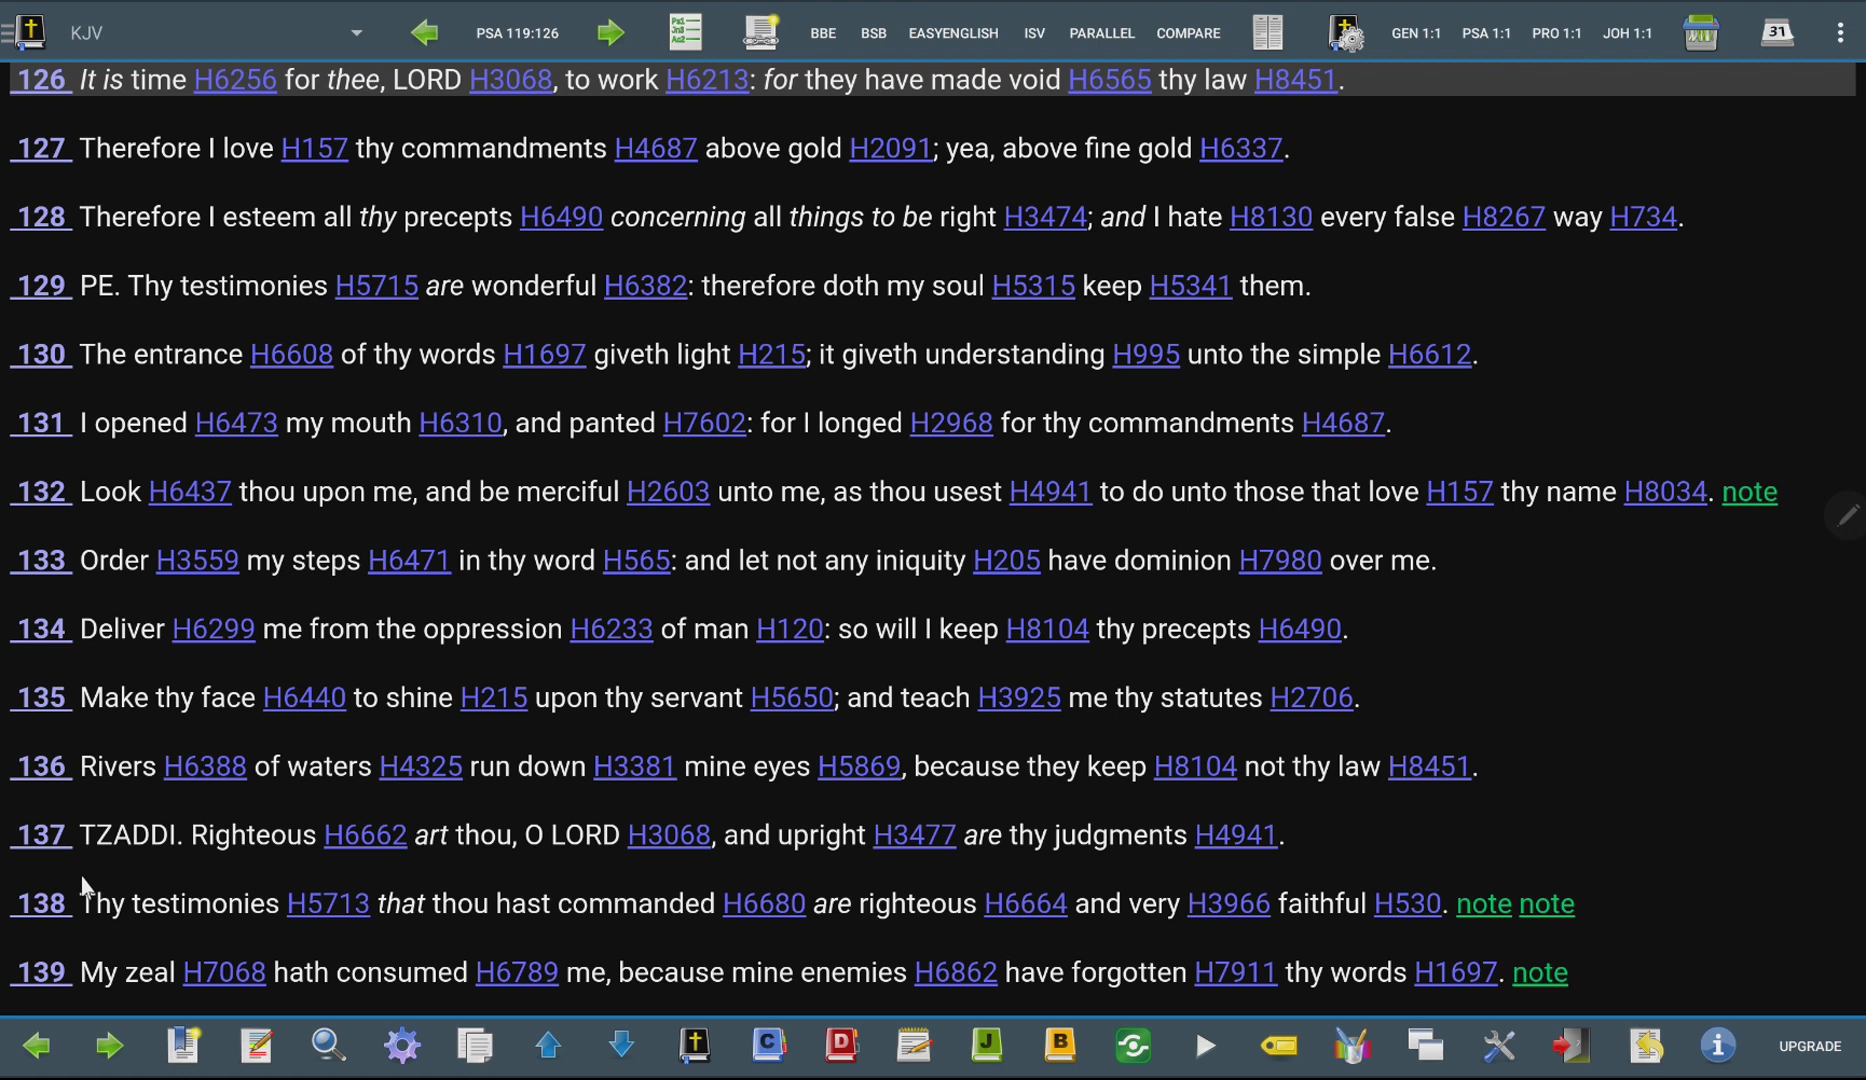 KJV PSA 119:126 BBE BSB EASYENGLISH ISV PARALLEL COMPARE GEN 1:1 PSA 1:1 PRO 1:1 JOH 1:1 31
126 It is time H6256 for thee, LORD H3068, to work H6213: for they have made void H6565 thy law H8451.
127 Therefore I love H157 thy commandments H4687 above gold H2091; yea, above fine gold H6337.
128 Therefore I esteem all thy precepts H6490 concerning all things to be right H3474; and I hate H8130 every false H8267 way H734.
129 PE. Thy testimonies H5715 are wonderful H6382: therefore doth my soul H5315 keep H5341 them.
130 The entrance H6608 of thy words H1697 giveth light H215; it giveth understanding H995 unto the simple H6612.
131 I opened H6473 my mouth H6310, and panted H7602: for I longed H2968 for thy commandments H4687.
132 Look H6437 thou upon me, and be merciful H2603 unto me, as thou usest H4941 to do unto those that love H157 thy name H8034. note
133 Order H3559 my steps H6471 in thy word H565: and let not any iniquity H205 have dominion H7980 over me.
134 Deliver H6299 me from the oppression H6233 of man H120: so will I keep H8104 thy precepts H6490.
135 Make thy face H6440 to shine H215 upon thy servant H5650; and teach H3925 me thy statutes H2706.
136 Rivers H6388 of waters H4325 run down H3381 mine eyes H5869, because they keep H8104 not thy law H8451.
137 TZADDI. Righteous H6662 art thou, O LORD H3068, and upright H3477 are thy judgments H4941.
138 Thy testimonies H5713 that thou hast commanded H6680 are righteous H6664 and very H3966 faithful H530. note note
139 My zeal H7068 hath consumed H6789 me, because mine enemies H6862 have forgotten H7911 thy words H1697. note
C D J B UPGRADE